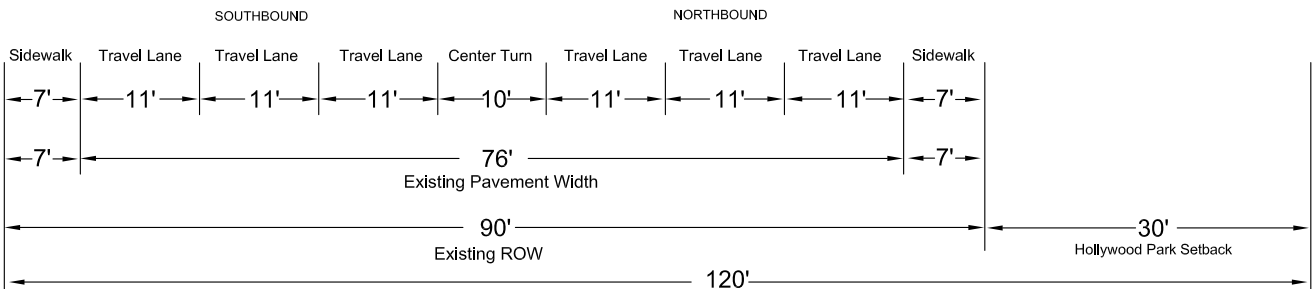 SOUTHBOUND NORTHBOUND
Sidewalk Travel Lane Travel Lane Travel Lane Center Turn Travel Lane Travel Lane Travel Lane Sidewalk
7' 11' 11' 11' 10' 11' 11' 11' 7'
7' 76' 7'
Existing Pavement Width
90' 30'
Existing ROW Hollywood Park Setback
120'